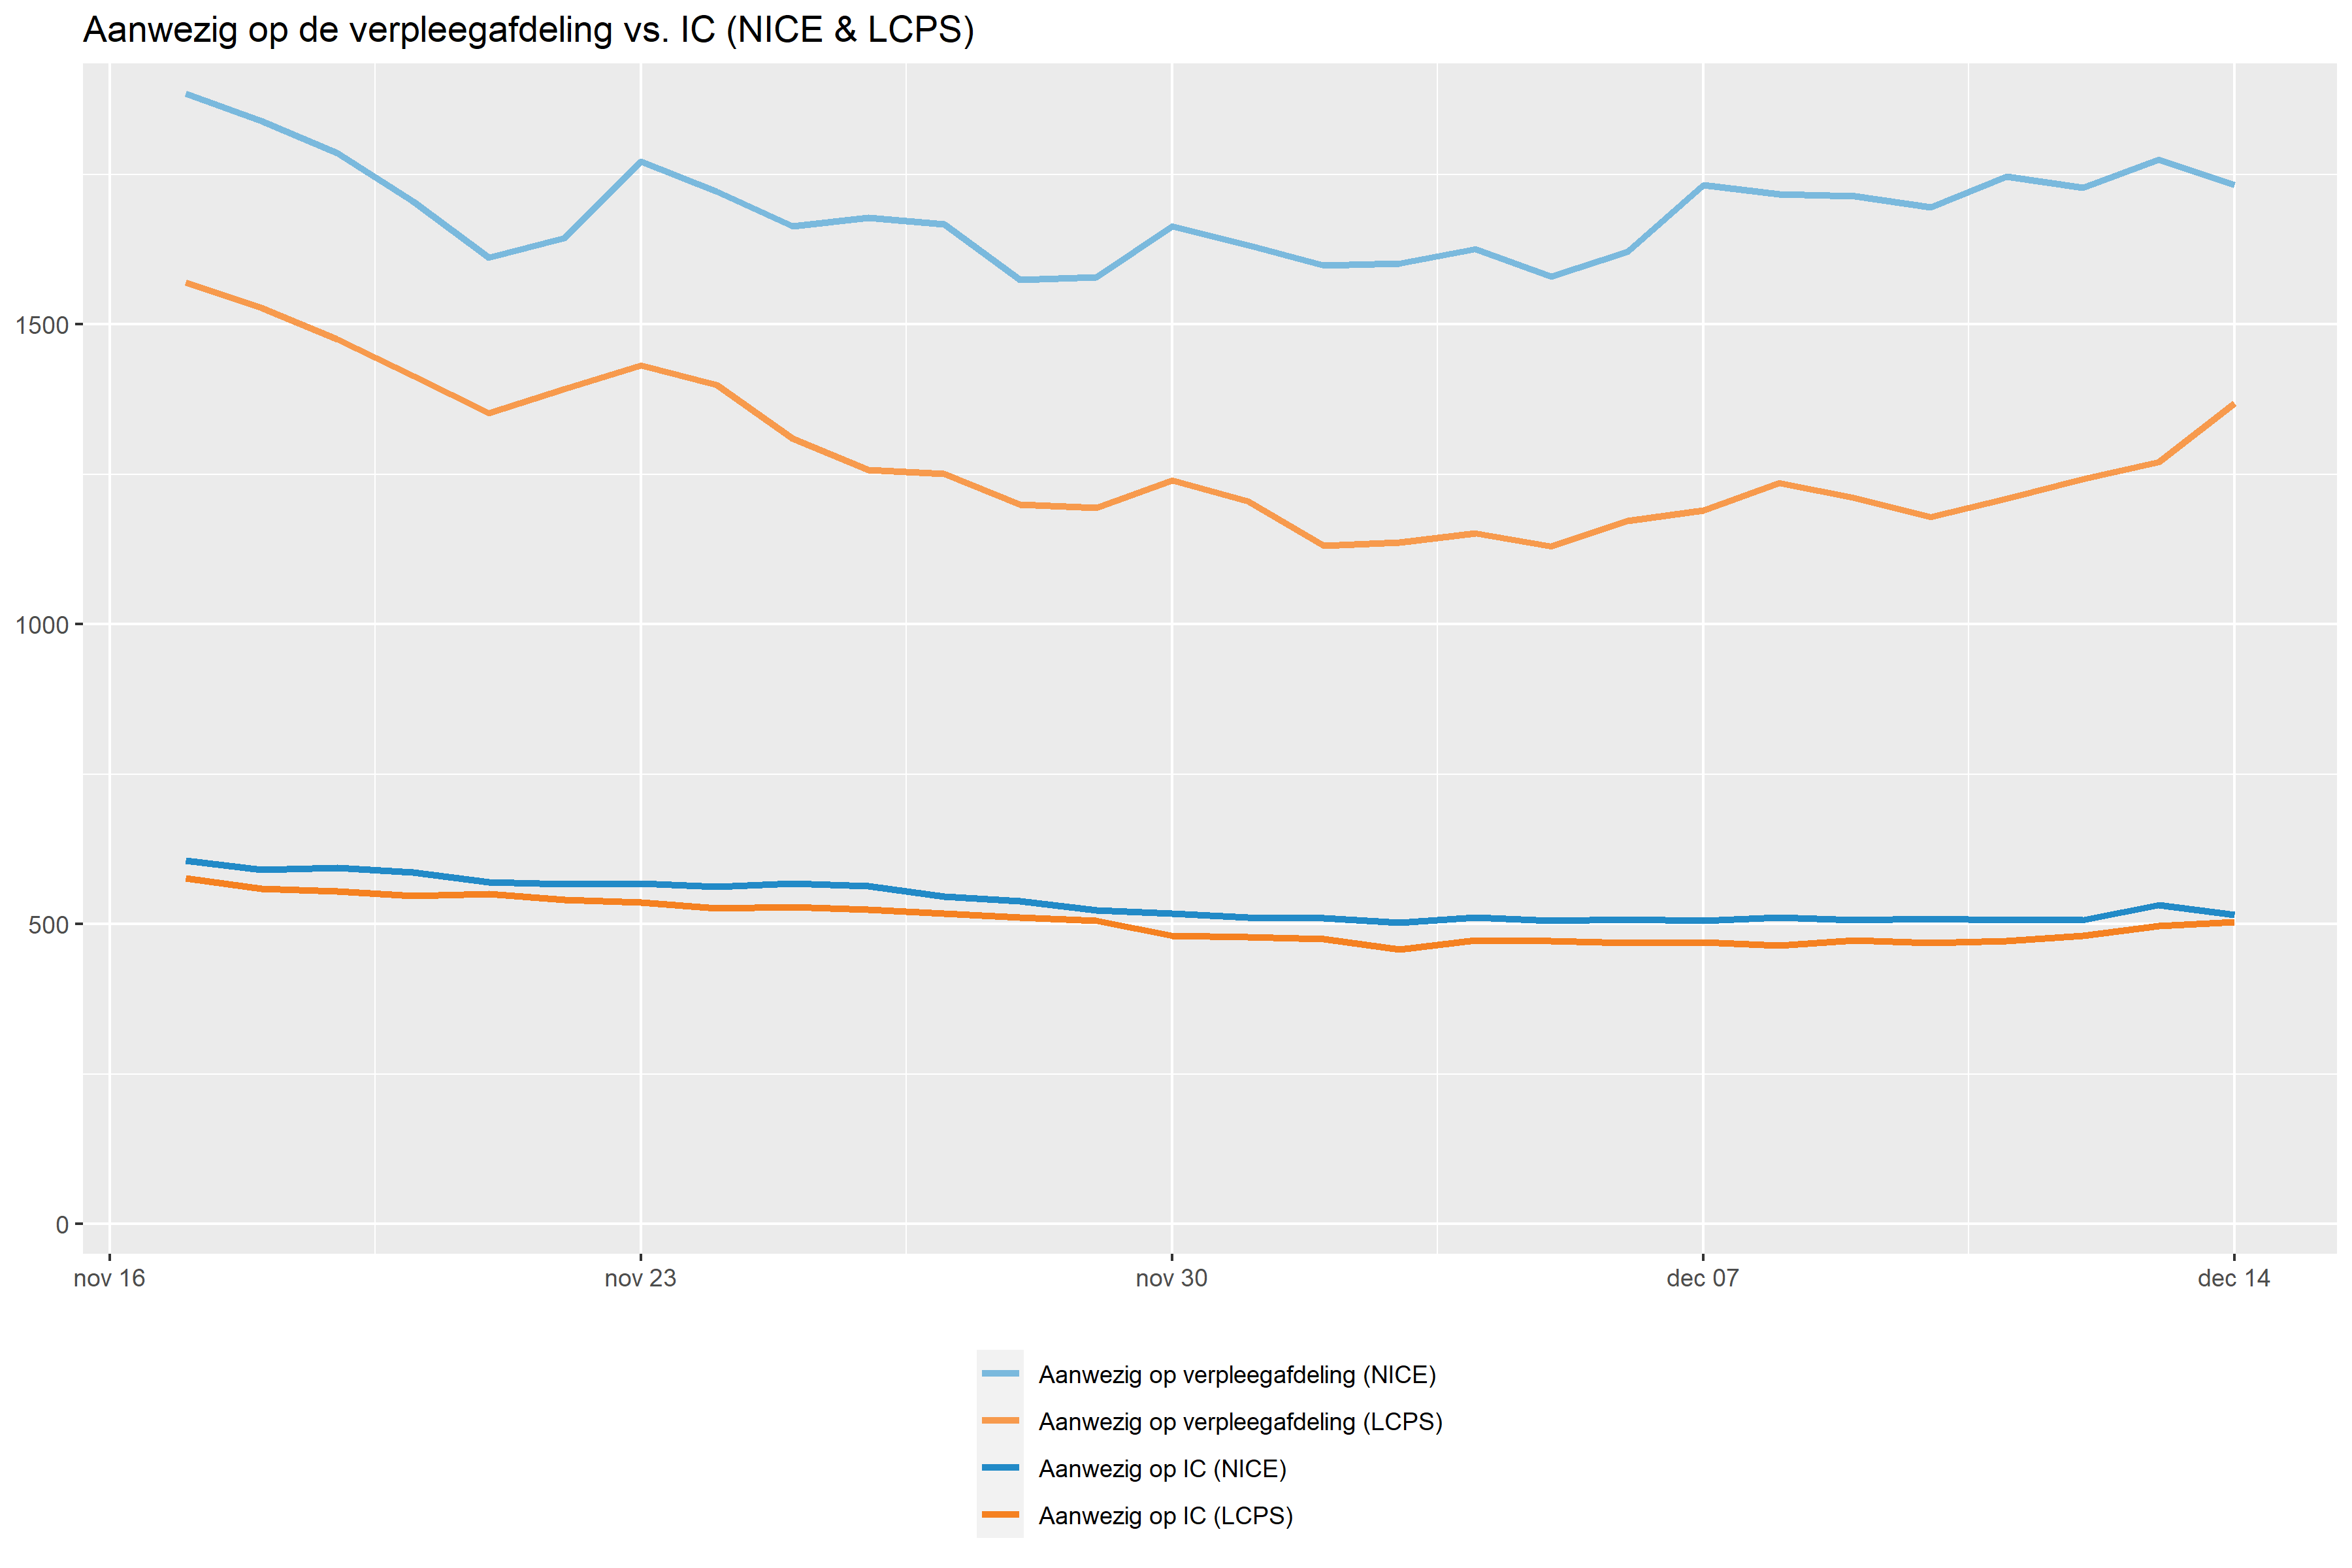 Aanwezig op de verpleegafdeling vs. IC (NICE & LCPS)
1500
1000
500
0
nov 16 nov 23 nov 30 dec 07 dec 14
Aanwezig op verpleegafdeling (NICE)
Aanwezig op verpleegafdeling (LCPS)
Aanwezig op IC (NICE)
Aanwezig op IC (LCPS)